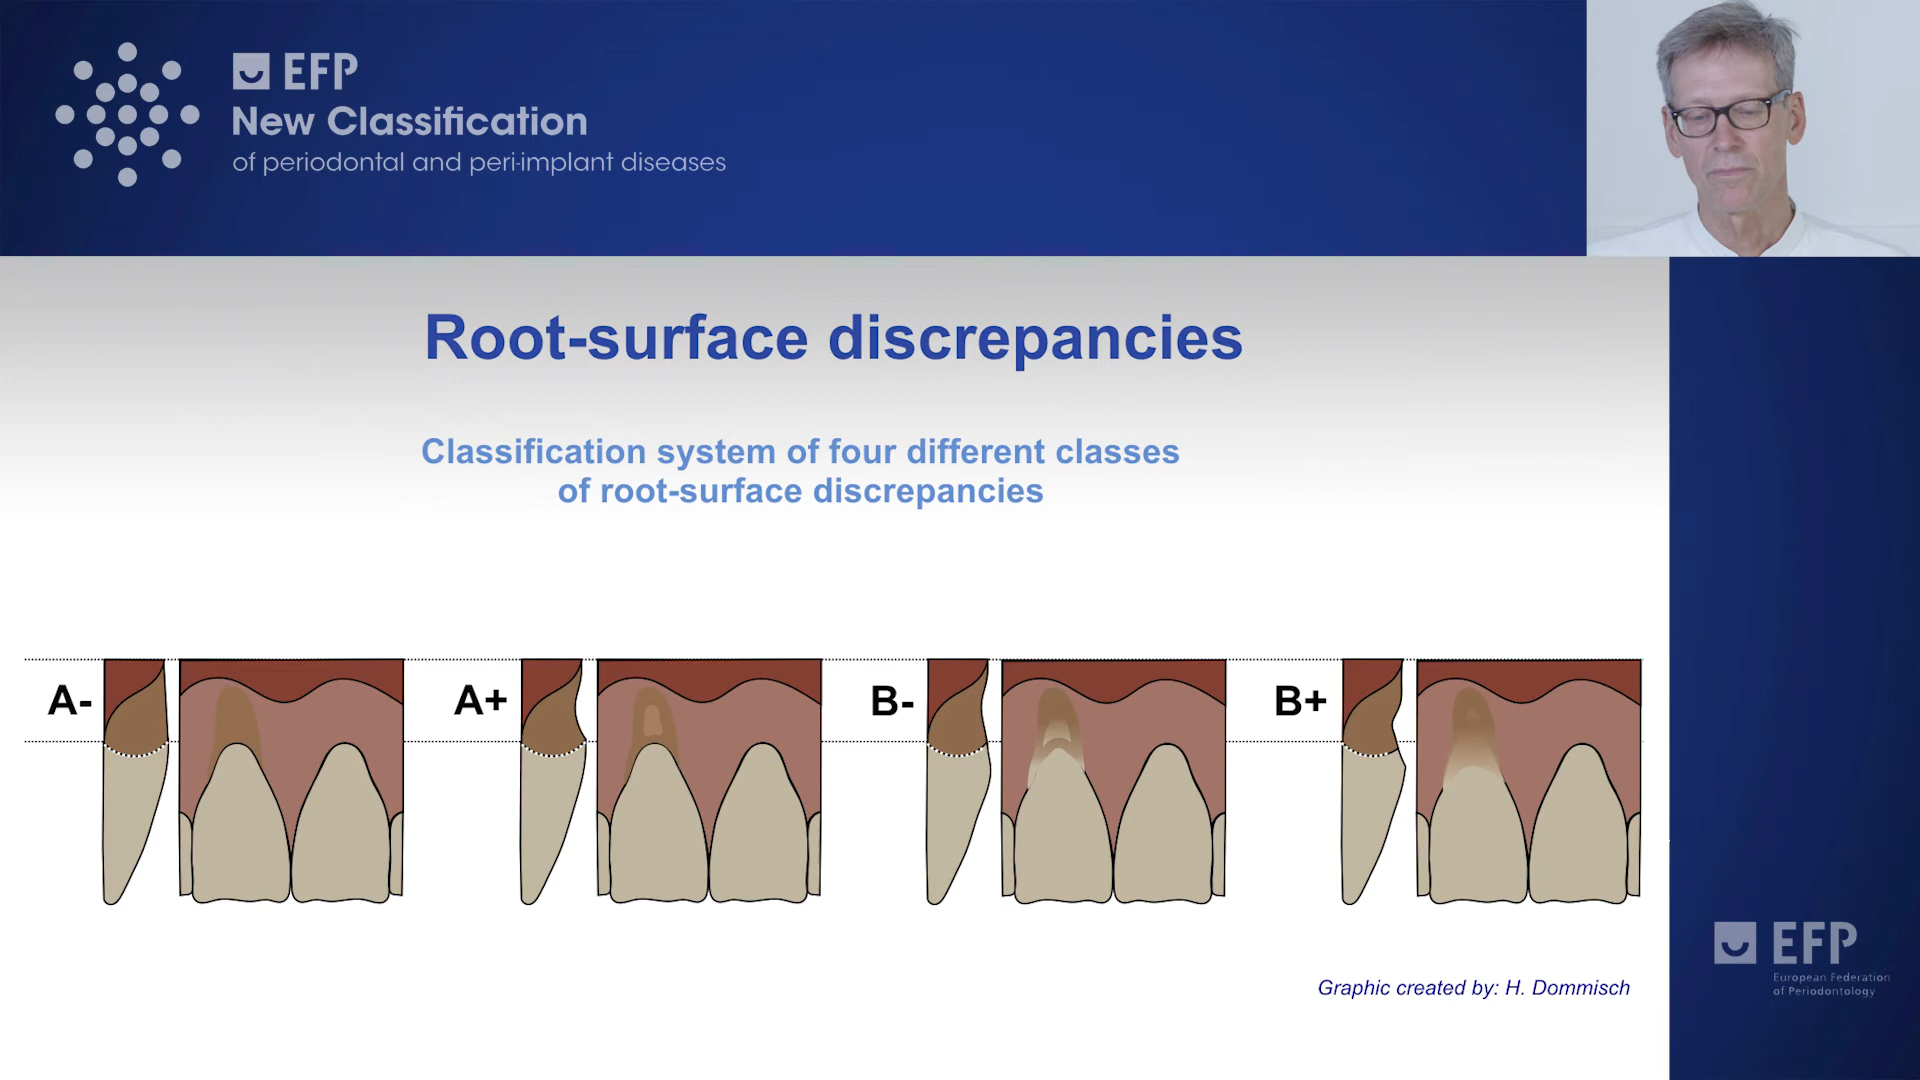 EFP
New Classification
of periodontal and peri-implant diseases
Root-surface discrepancies
Classification system of four different classes
of root-surface discrepancies
A-
A+
B-
B+
Graphic created by: H. Dommisch
EFP
European Federation
of Periodontology